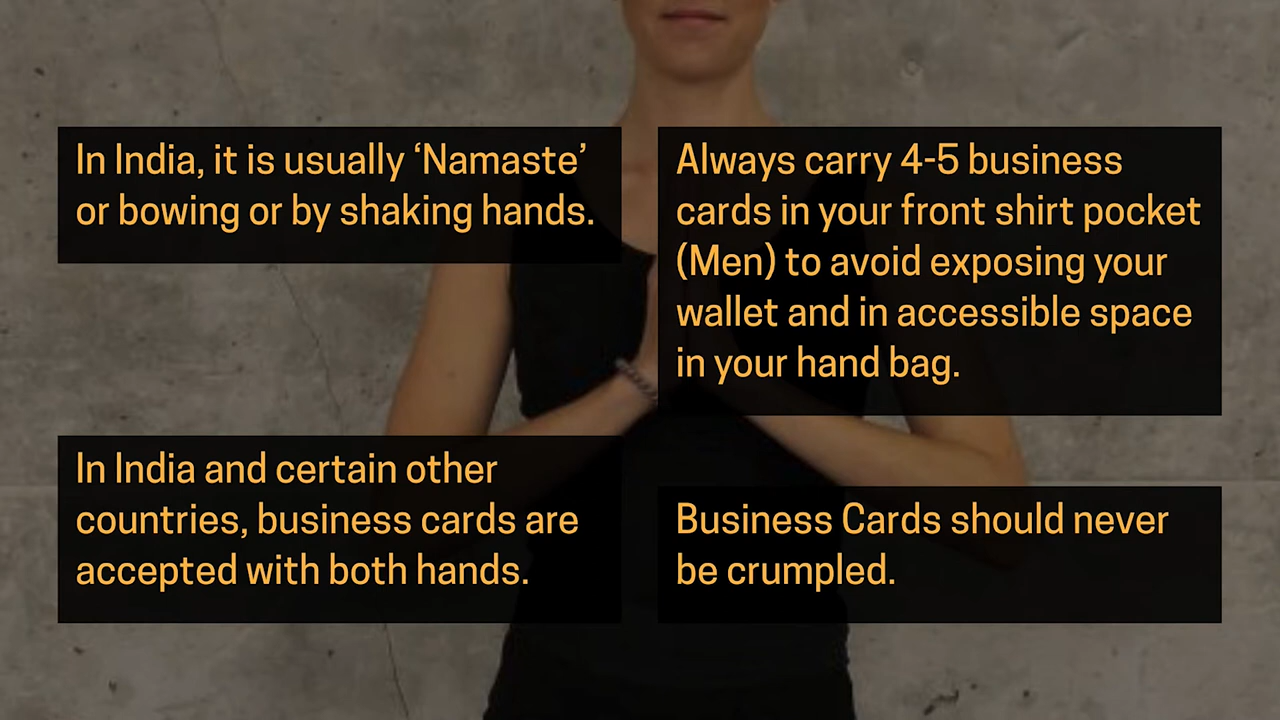 In India, it is usually ‘Namaste’
or bowing or by shaking hands.
In India and certain other
countries, business cards are
accepted with both hands.
Always carry 4-5 business
cards in your front shirt pocket
(Men) to avoid exposing your
wallet and in accessible space
in your hand bag.
Business Cards should never
be crumpled.